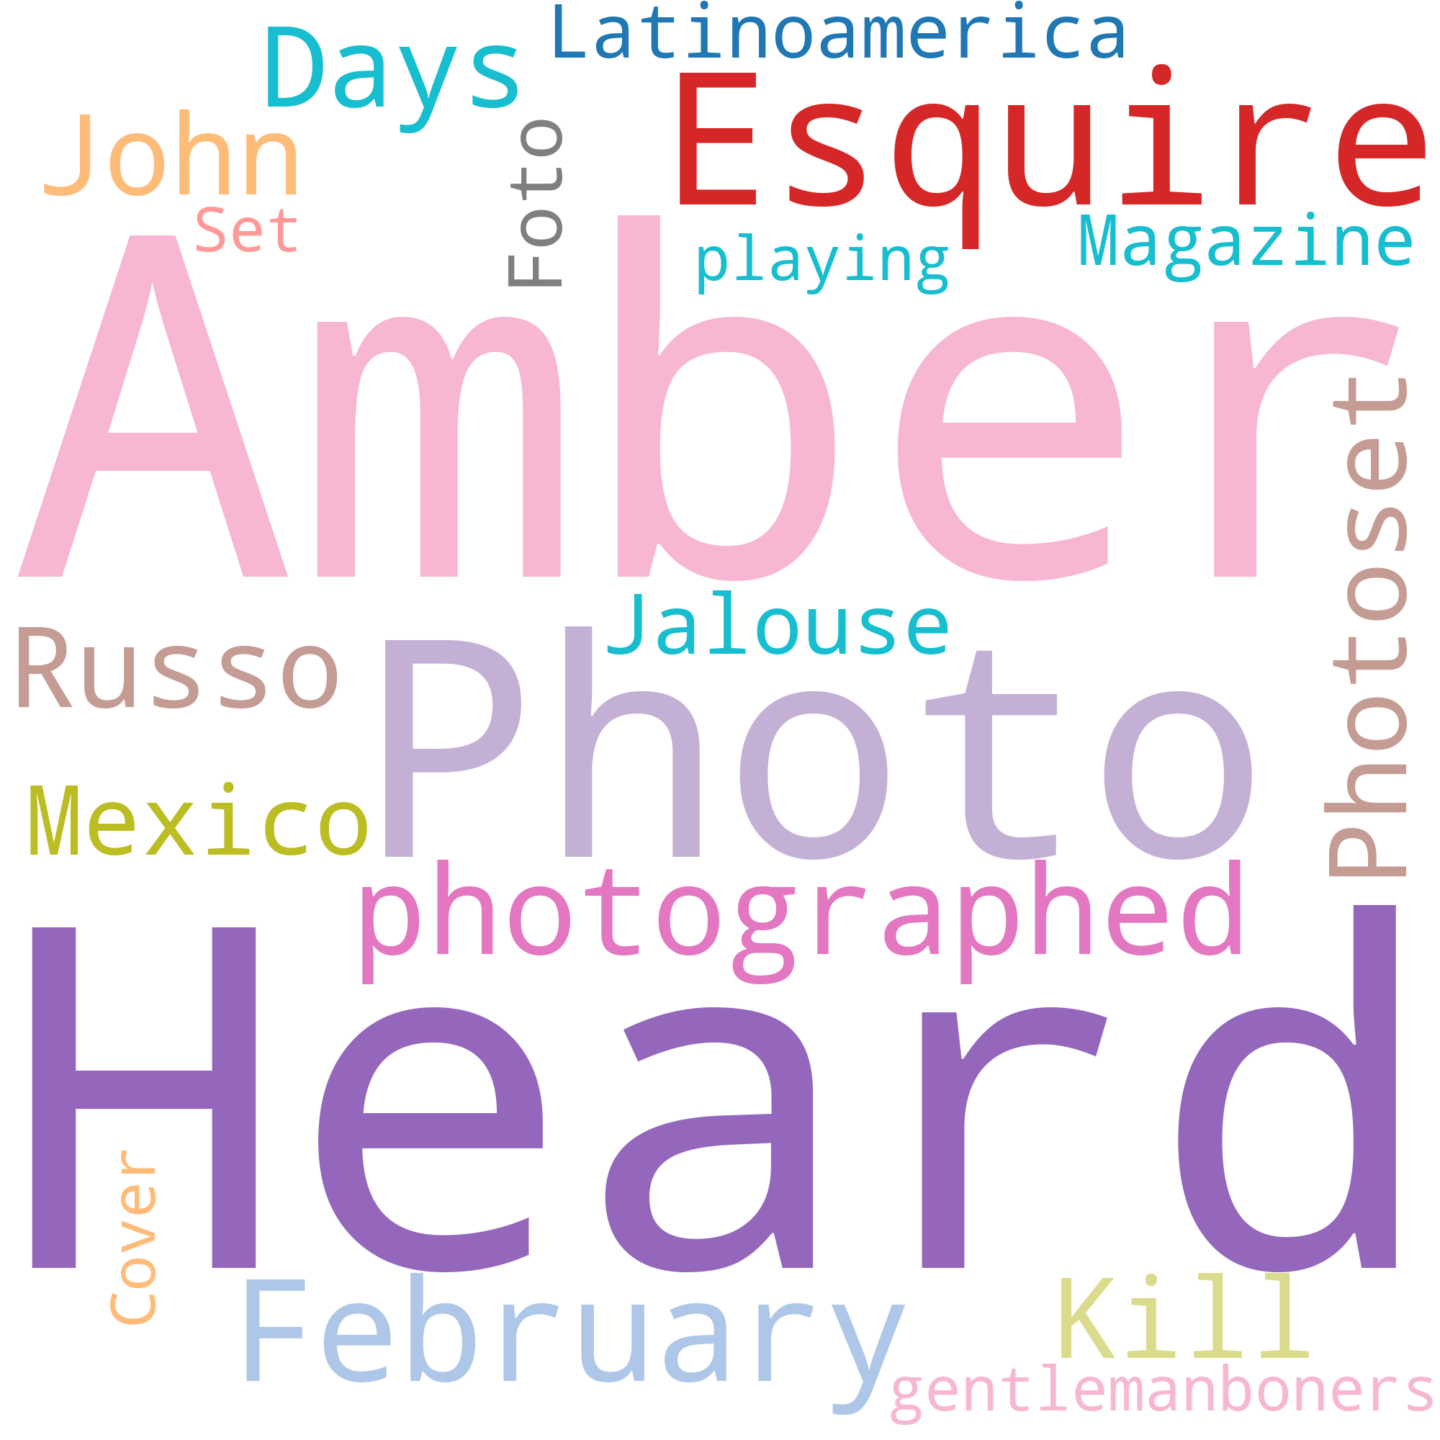 Latinoamerica
Days
Esquire
John
Foto
Set
Magazine
playing
Amber
Photoset
Jalouse
Russo
Photo
Mexico
photographed
Heard
Cover
February
Kill
gentlemanboners